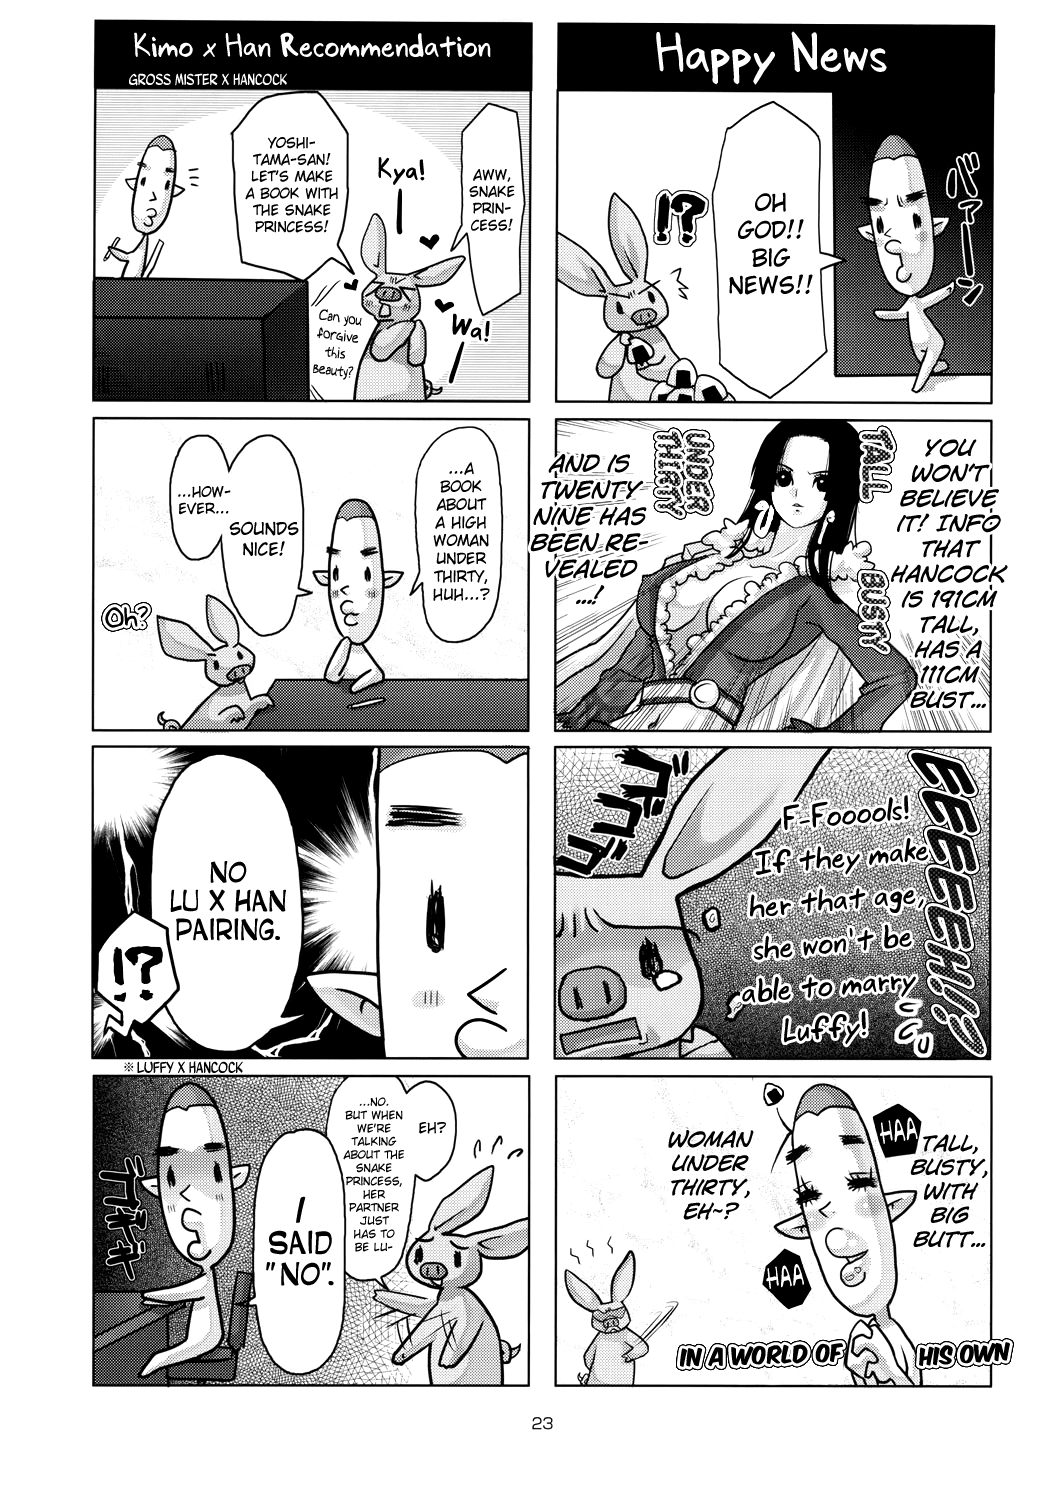 Happy News
OH
GOD!!
BIG
NEWS!!
!?
バァーーン
YOU
WON'T
BELIEVE
IT! INFO
THAT
HANCOCK
IS 191CM
TALL,
HAS A
111CM
BUST...
TALL
BUSTY
UNDER
THIRTY
AND IS
TWENTY
NINE HAS
BEEN RE-
VEALED
...!
EEEEEH!?
F-Fooools!
If they make
her that age,
she won't be
able to marry
Luffy!
TALL,
BUSTY,
WITH
BIG
BUTT...
HAA
HAA
WOMAN
UNDER
THIRTY,
EH~?
IN A WORLD OF HIS OWN
Kimo x Han Recommendation
GROSS MISTER X HANCOCK
AWW,
SNAKE
PRIN-
CESS!
Kya!
Wa!
YOSHI-
TAMA-SAN!
LET'S MAKE
A BOOK WITH
THE SNAKE
PRINCESS!
Can you
forgive
this
Beauty?
...A
BOOK
ABOUT
A HIGH
WOMAN
UNDER
THIRTY,
HUH...?
SOUNDS
NICE!
...HOW-
EVER...
Oh?
NO
LU X HAN
PAIRING.
!?
※ LUFFY X HANCOCK
EH?
...NO.
BUT WHEN
WE'RE
TALKING
ABOUT THE
SNAKE
PRINCESS,
HER
PARTNER
JUST
HAS TO
BE LU-
I
SAID
"NO".
23